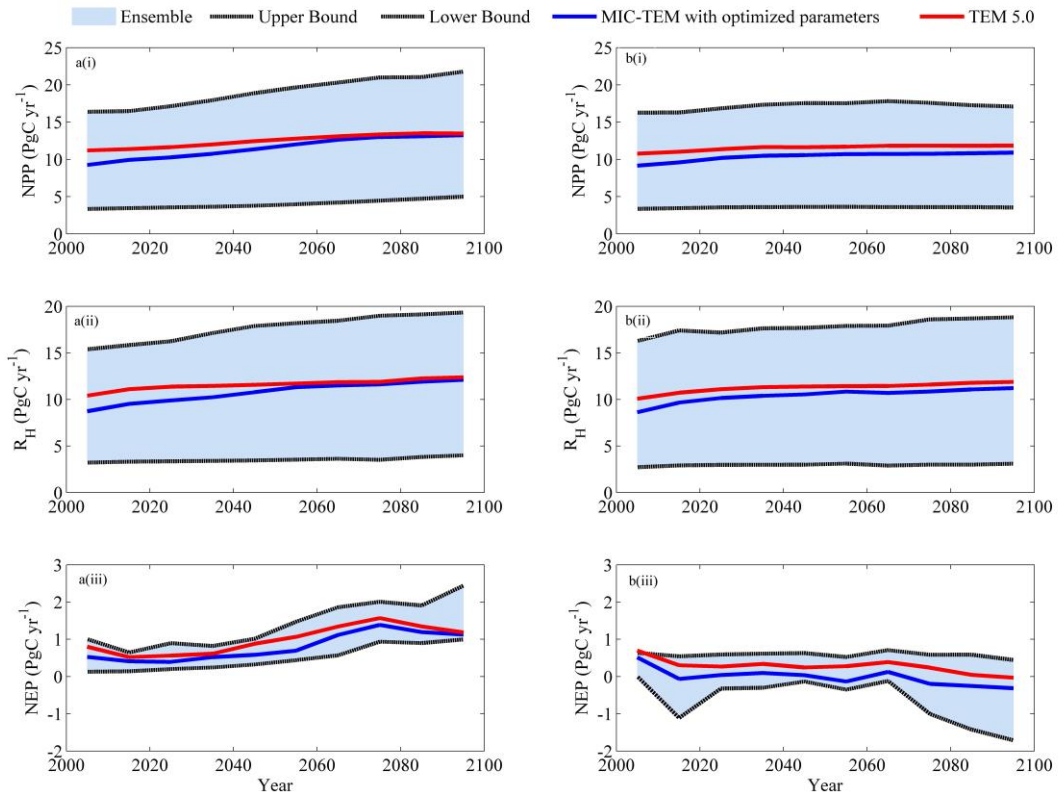 Ensemble Upper Bound Lower Bound MIC-TEM with optimized parameters TEM 5.0
a(i)
NPP (PgC yr⁻¹)
25
20
15
10
5
0
2000 2020 2040 2060 2080 2100
b(i)
NPP (PgC yr⁻¹)
25
20
15
10
5
0
2000 2020 2040 2060 2080 2100
a(ii)
R_H (PgC yr⁻¹)
20
15
10
5
0
2000 2020 2040 2060 2080 2100
b(ii)
R_H (PgC yr⁻¹)
20
15
10
5
0
2000 2020 2040 2060 2080 2100
a(iii)
NEP (PgC yr⁻¹)
3
2
1
0
-1
-2
2000 2020 2040 2060 2080 2100
Year
b(iii)
NEP (PgC yr⁻¹)
3
2
1
0
-1
-2
2000 2020 2040 2060 2080 2100
Year